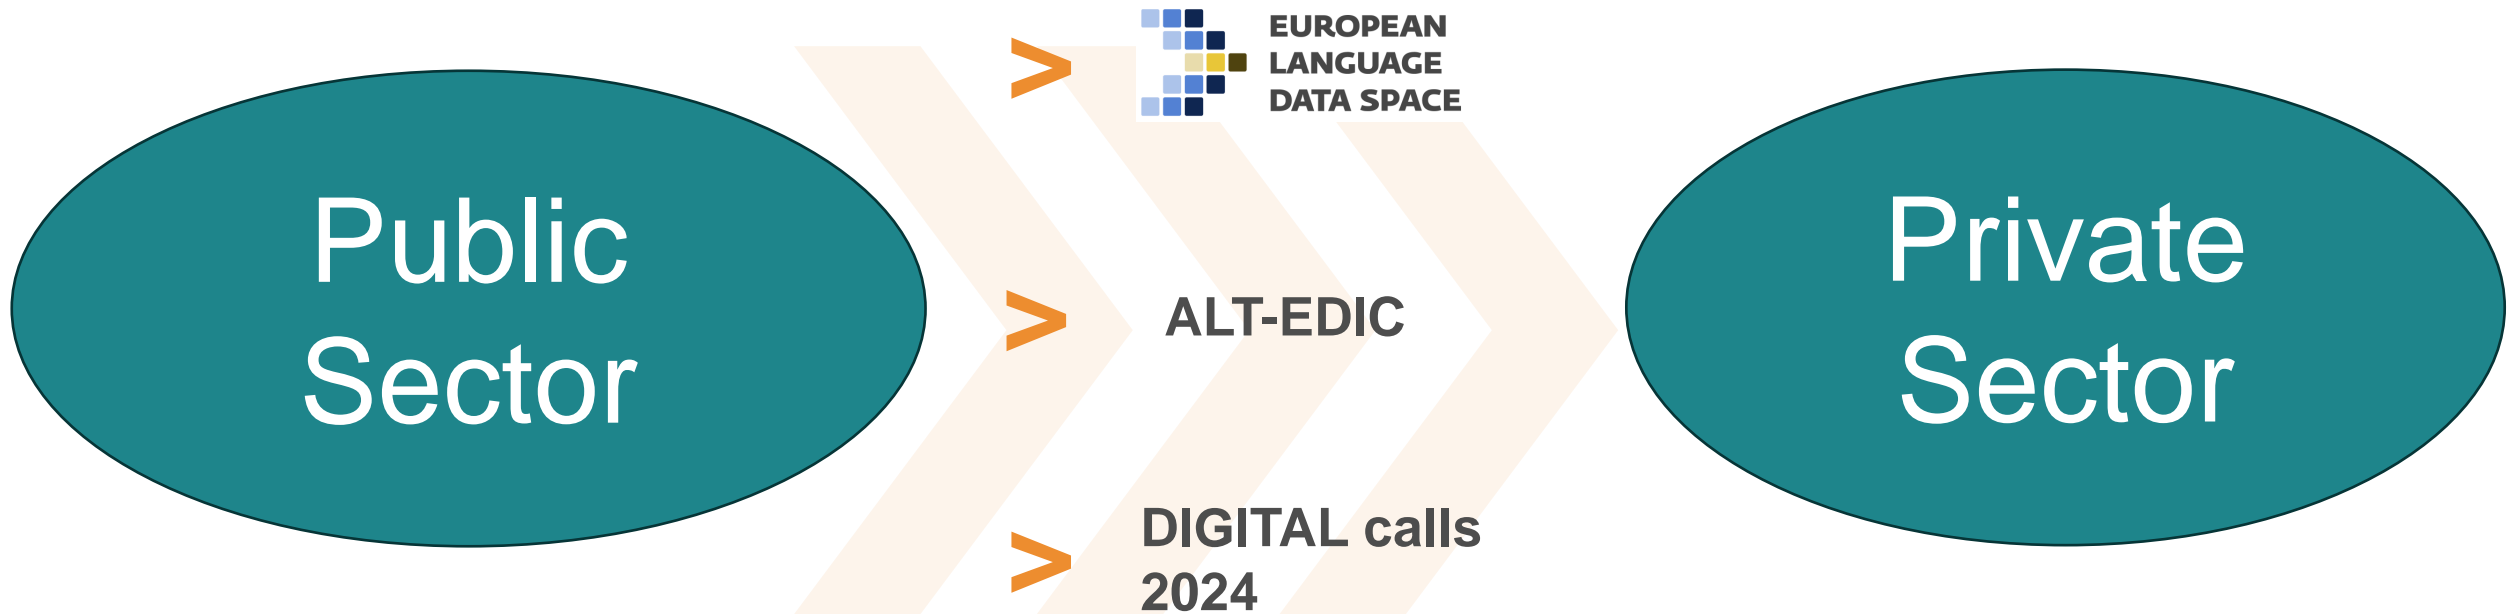 Public
Sector
>
EUROPEAN
LANGUAGE
DATA SPACE
>
ALT-EDIC
>
DIGITAL calls
2024
Private
Sector